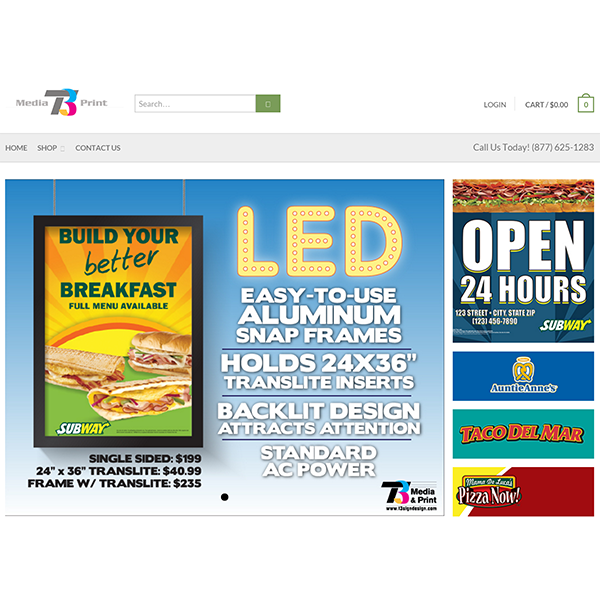 Media T3 Print
Search...
LOGIN
CART / $0.00
0
HOME
SHOP
CONTACT US
Call Us Today! (877) 625-1283
BUILD YOUR
better
BREAKFAST
FULL MENU AVAILABLE
SUBWAY
SINGLE SIDED: $199
24" x 36" TRANSLITE: $40.99
FRAME W/ TRANSLITE: $235
LED
EASY-TO-USE
ALUMINUM
SNAP FRAMES
HOLDS 24X36"
TRANSLITE INSERTS
BACKLIT DESIGN
ATTRACTS ATTENTION
STANDARD
AC POWER
T3 Media
& Print
www.t3signdesign.com
OPEN
24 HOURS
123 STREET • CITY, STATE ZIP
(123) 456-7890
SUBWAY
AuntieAnne's
TACO DEL MAR
Mama De Luca's
Pizza Now!